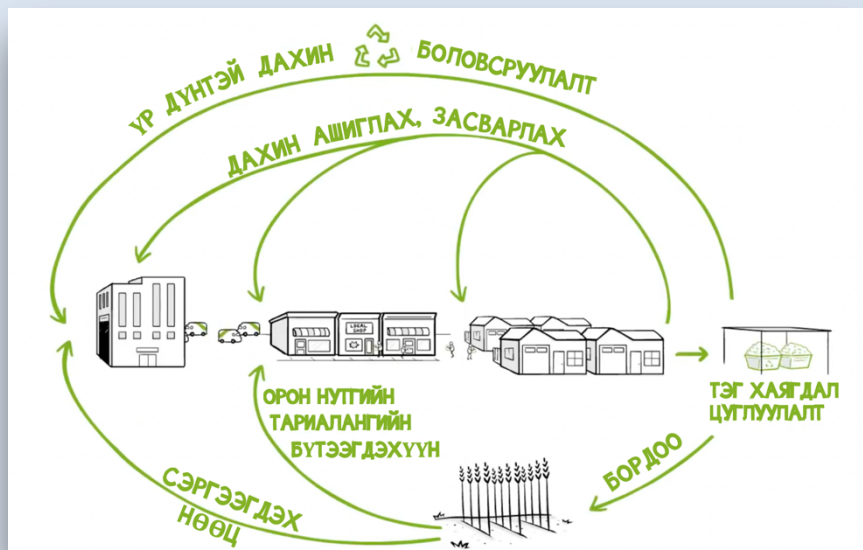 ҮР ДҮНТЭЙ ДАХИН БОЛОВСРУУЛАЛТ
ДАХИН АШИГЛАХ, ЗАСВАРЛАХ
LOCAL
SHOP
ОРОН НУТГИЙН
ТАРИАЛАНГИЙН
БҮТЭЭГДЭХҮҮН
ТЭГ ХАЯГДАЛ
ЦУГЛУУЛАЛТ
БОРДОО
СЭРГЭЭГДЭХ
НӨӨЦ